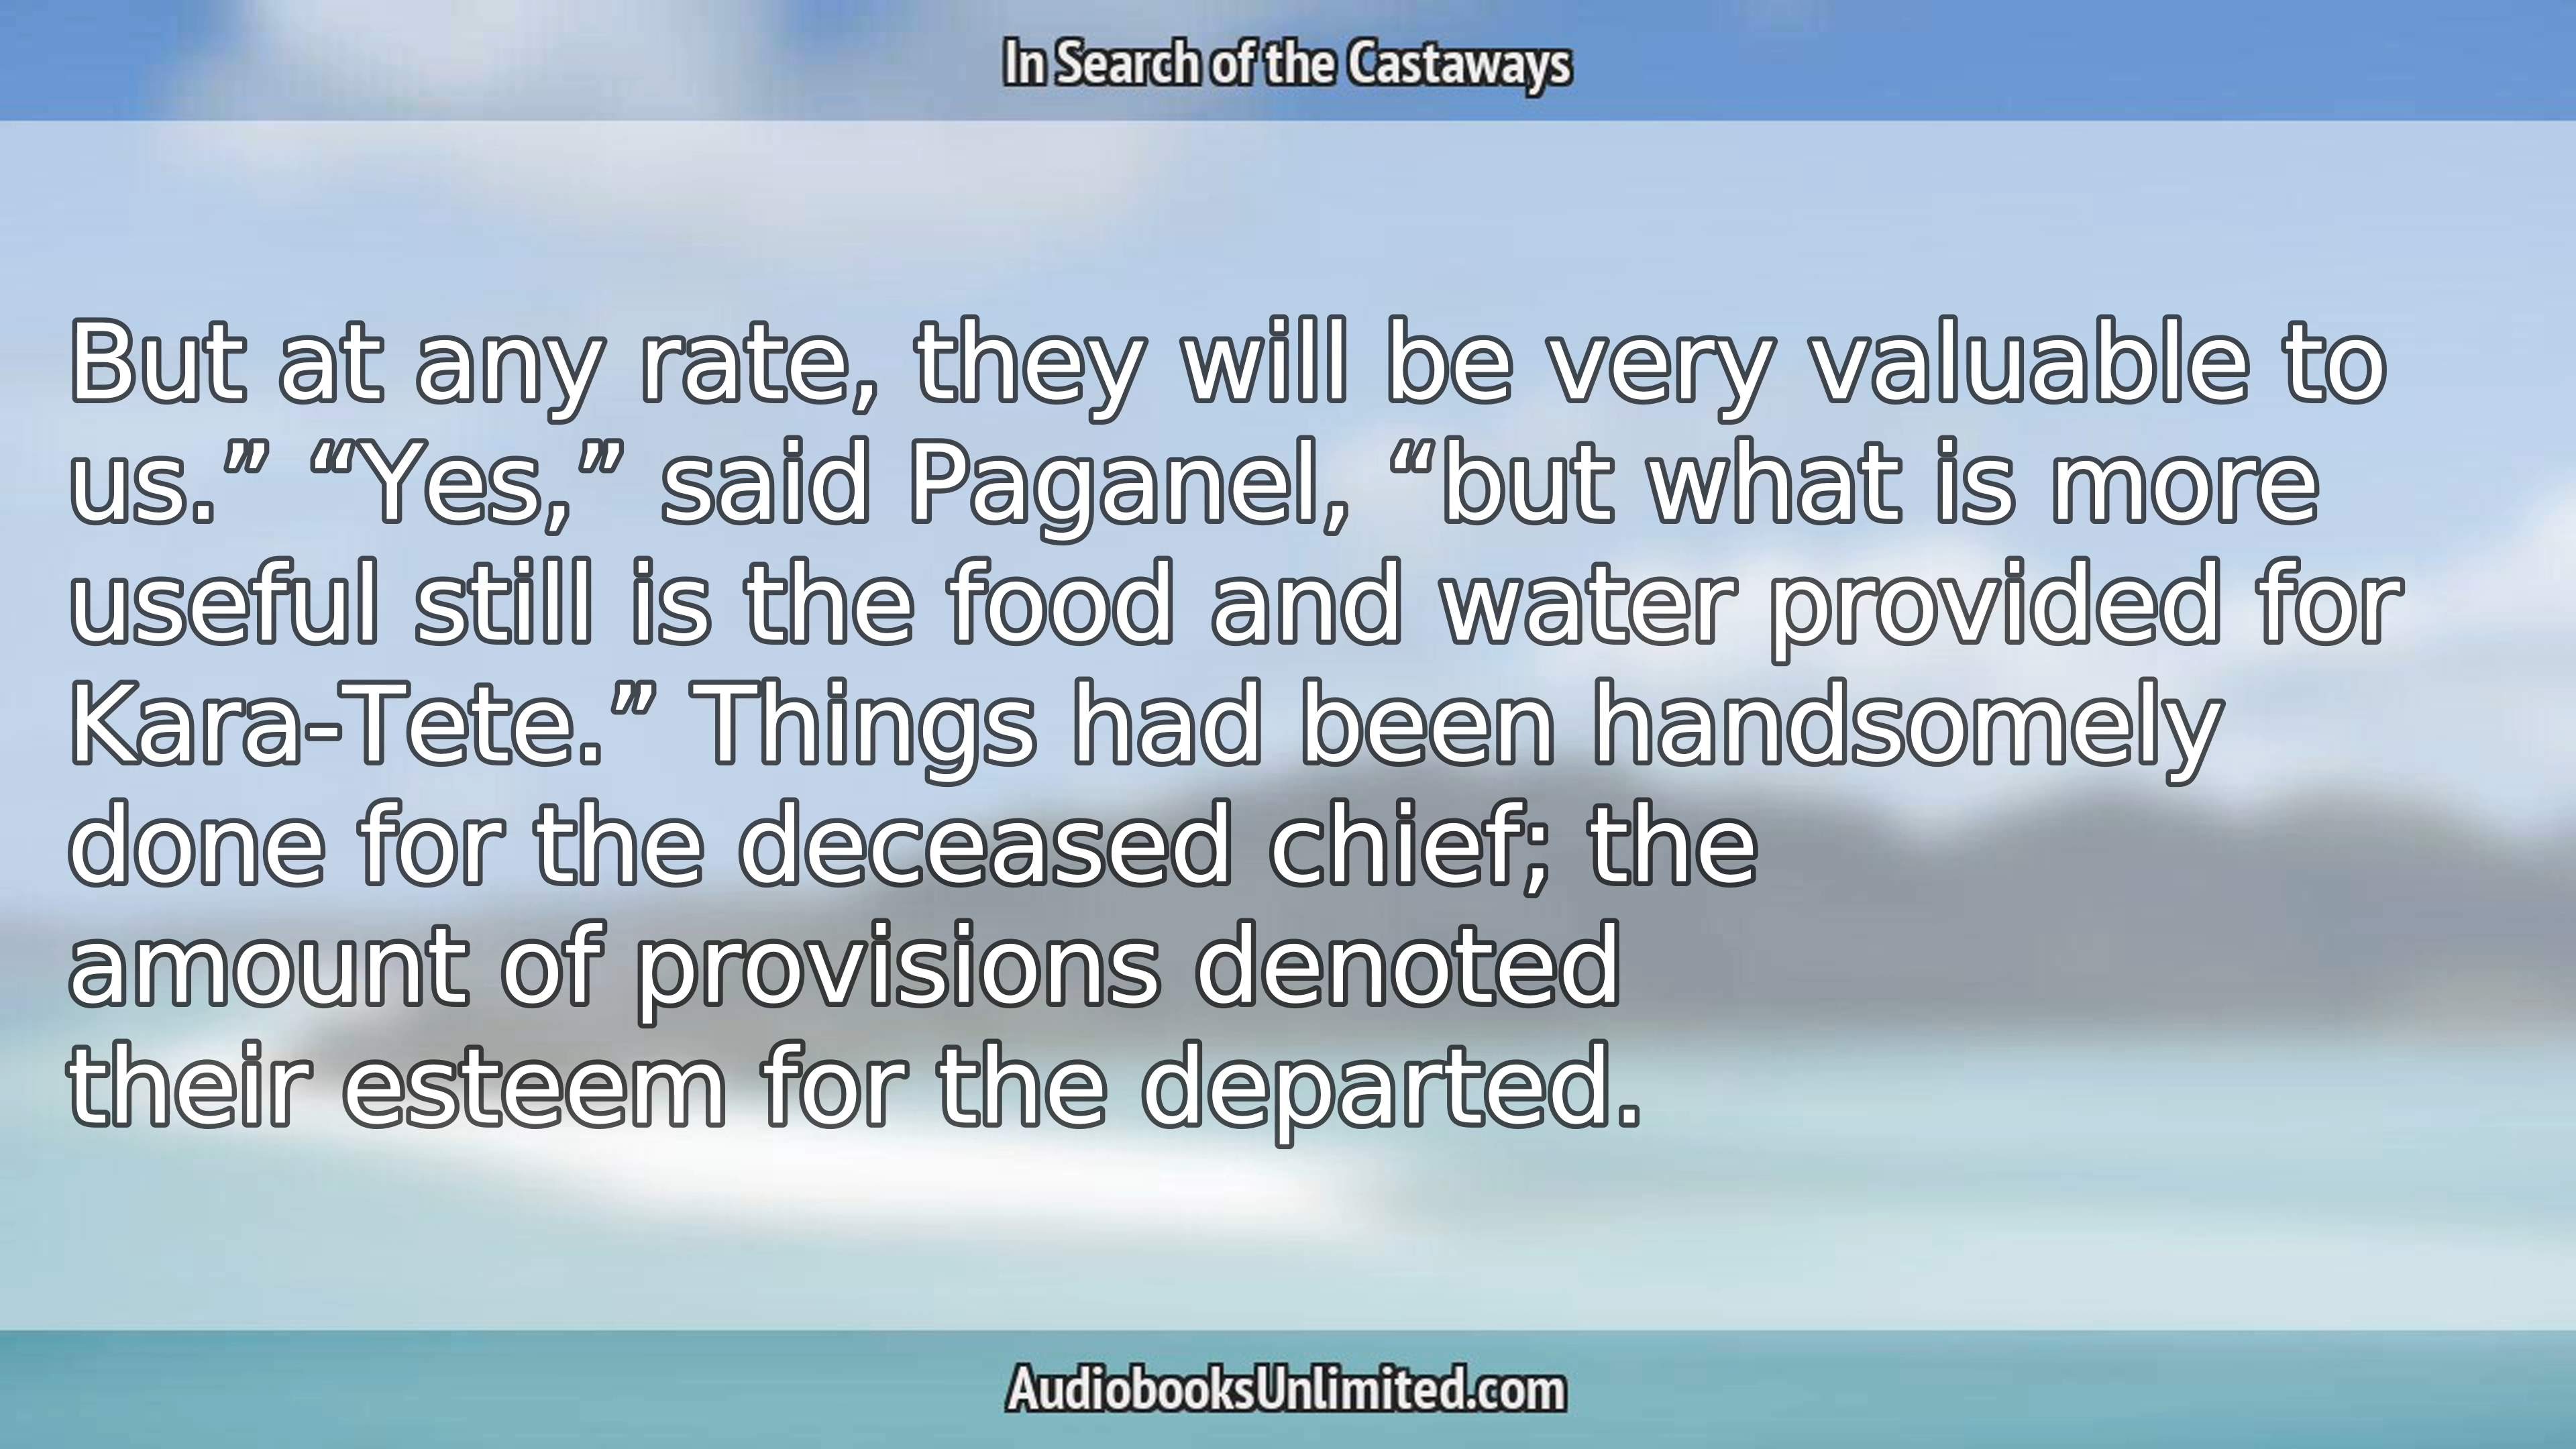 In Search of the Castaways
But at any rate, they will be very valuable to
us.” “Yes,” said Paganel, “but what is more
useful still is the food and water provided for
Kara-Tete.” Things had been handsomely
done for the deceased chief; the
amount of provisions denoted
their esteem for the departed.
AudiobooksUnlimited.com